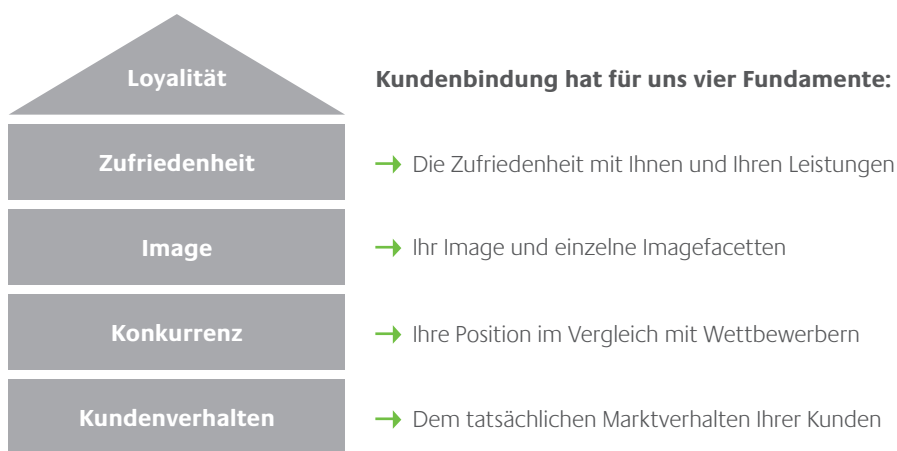 Loyalität
Kundenbindung hat für uns vier Fundamente:
Zufriedenheit
→ Die Zufriedenheit mit Ihnen und Ihren Leistungen
Image
→ Ihr Image und einzelne Imagefacetten
Konkurrenz
→ Ihre Position im Vergleich mit Wettbewerbern
Kundenverhalten
→ Dem tatsächlichen Marktverhalten Ihrer Kunden